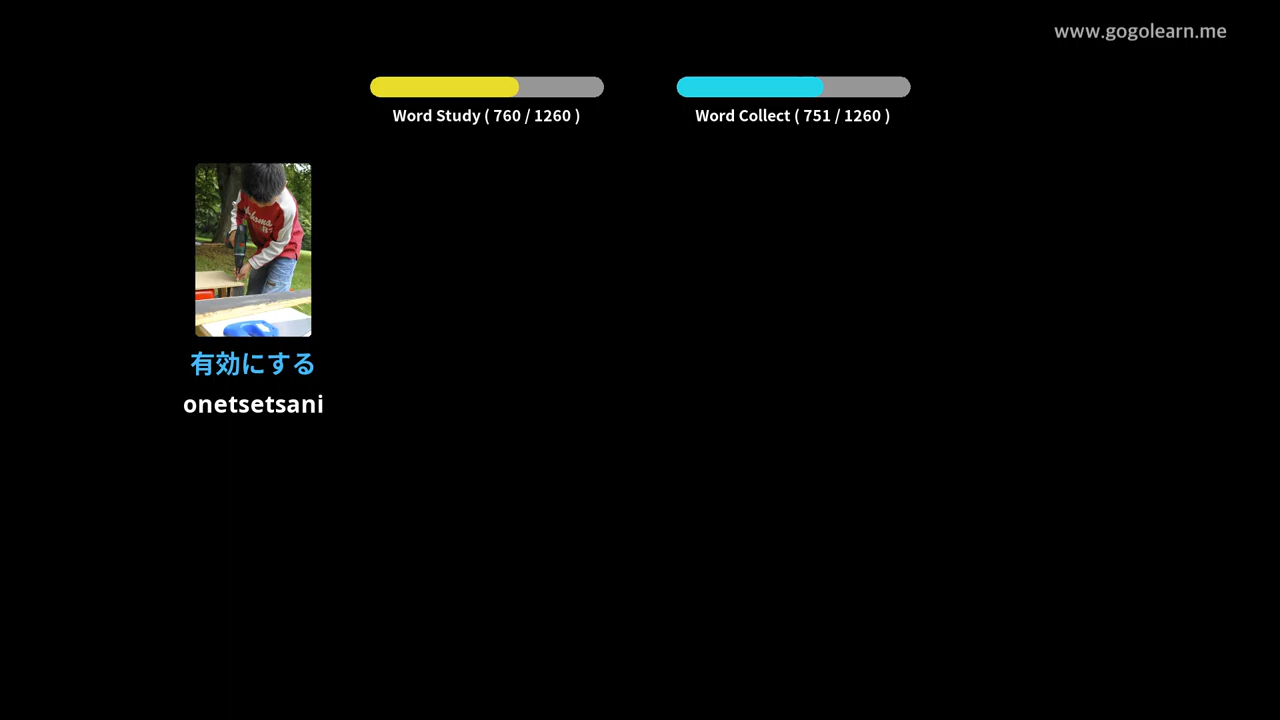 www.gogolearn.me
Word Study ( 760 / 1260 )
Word Collect ( 751 / 1260 )
有効にする
onetsetsani